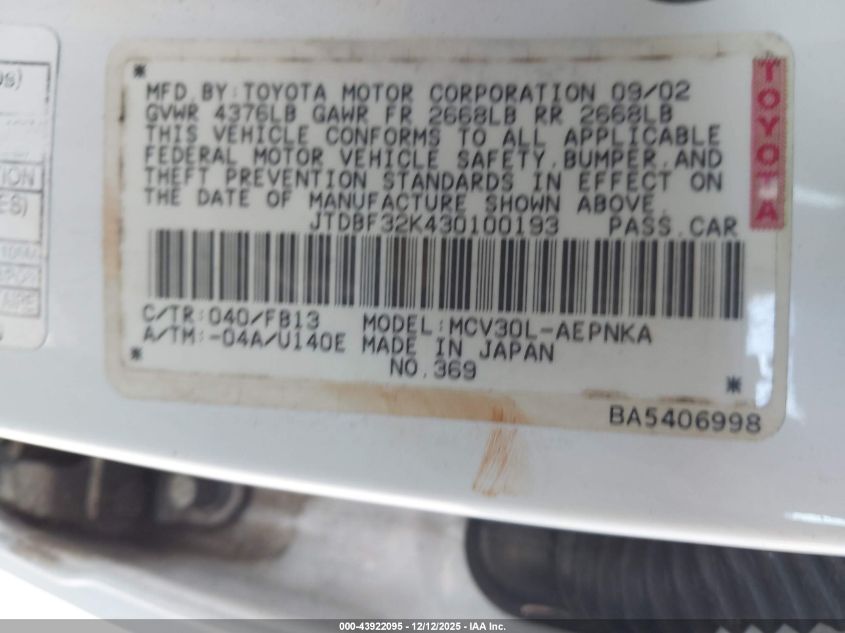 MFD. BY: TOYOTA MOTOR CORPORATION 09/02
GVWR 4376LB GAWR FR 2668LB RR 2668LB
THIS VEHICLE CONFORMS TO ALL APPLICABLE
FEDERAL MOTOR VEHICLE SAFETY, BUMPER, AND
THEFT PREVENTION STANDARDS IN EFFECT ON
THE DATE OF MANUFACTURE SHOWN ABOVE.
JTDBF32K430100193 PASS. CAR
C/TR: 040/FB13 MODEL: MCV30L-AEPNKA
A/TM: -04A/U140E MADE IN JAPAN
NO. 369
BA5406998
TOYOTA
000-43922095 - 12/12/2025 - IAA Inc.